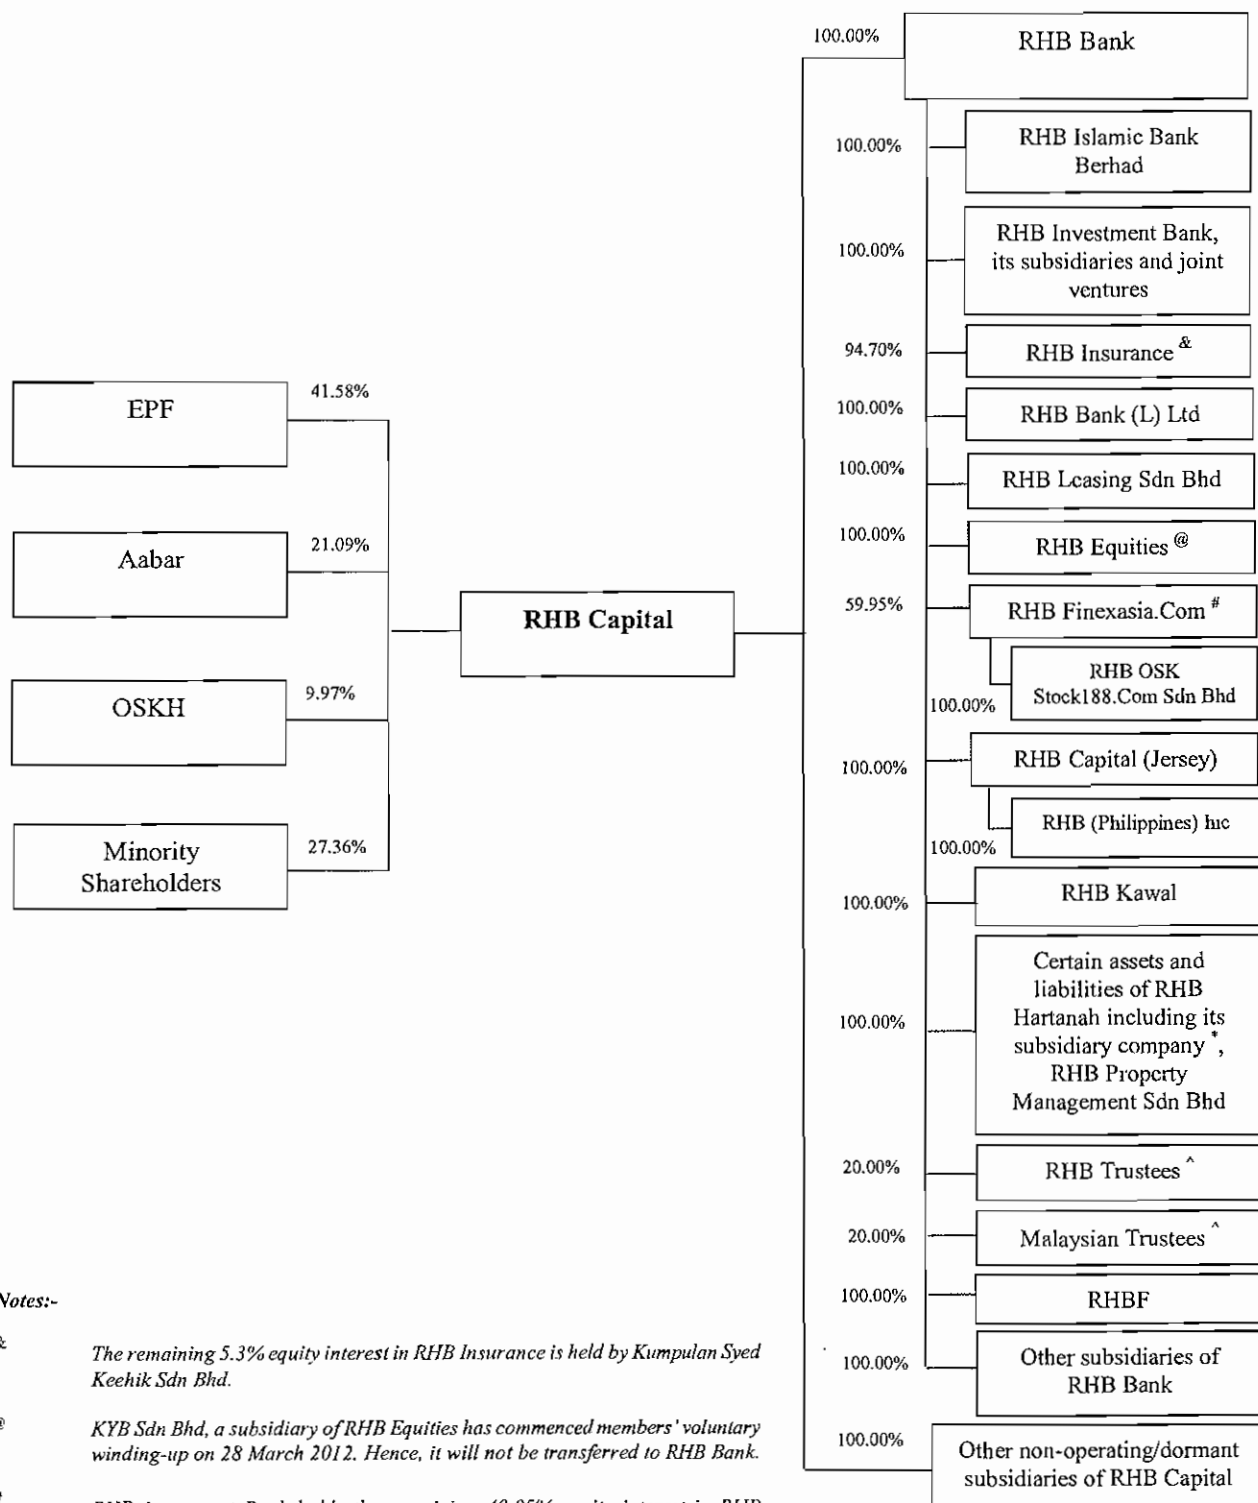 100.00%
RHB Bank
100.00%
RHB Islamic Bank
Berhad
100.00%
RHB Investment Bank,
its subsidiaries and joint
ventures
94.70%
RHB Insurance &
100.00%
RHB Bank (L) Ltd
100.00%
RHB Leasing Sdn Bhd
100.00%
RHB Equities @
59.95%
RHB Finexasia.Com #
100.00%
RHB OSK
Stock188.Com Sdn Bhd
100.00%
RHB Capital (Jersey)
100.00%
RHB (Philippines) Inc
100.00%
RHB Kawal
100.00%
Certain assets and
liabilities of RHB
Hartanah including its
subsidiary company *,
RHB Property
Management Sdn Bhd
20.00%
RHB Trustees ^
20.00%
Malaysian Trustees ^
100.00%
RHBF
100.00%
Other subsidiaries of
RHB Bank
100.00%
Other non-operating/dormant
subsidiaries of RHB Capital
EPF
41.58%
Aabar
21.09%
OSKH
9.97%
Minority
Shareholders
27.36%
RHB Capital
Notes:-
&
The remaining 5.3% equity interest in RHB Insurance is held by Kumpulan Syed
Keehik Sdn Bhd.
@
KYB Sdn Bhd, a subsidiary of RHB Equities has commenced members' voluntary
winding-up on 28 March 2012. Hence, it will not be transferred to RHB Bank.